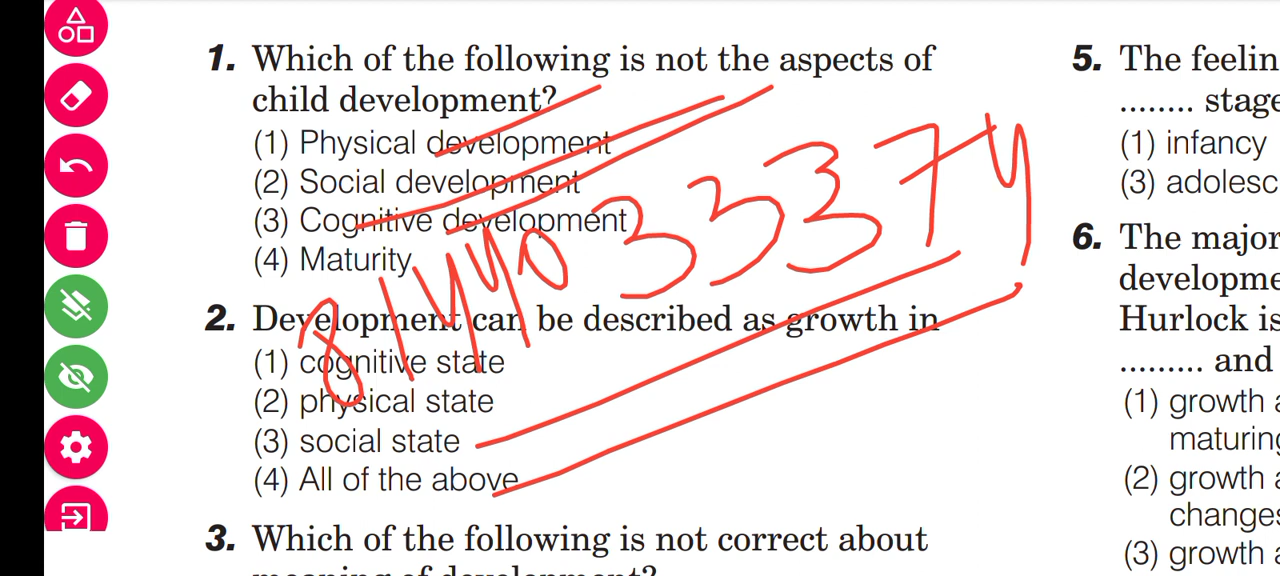 1. Which of the following is not the aspects of
child development?
(1) Physical development
(2) Social development
(3) Cognitive development
(4) Maturity
8144033374
2. Development can be described as growth in
(1) cognitive state
(2) physical state
(3) social state
(4) All of the above
3. Which of the following is not correct about
meaning of development?
5. The feelin
........ stage
(1) infancy
(3) adolesc
6. The major
developme
Hurlock is
......... and
(1) growth a
maturing
(2) growth a
changes
(3) growth a